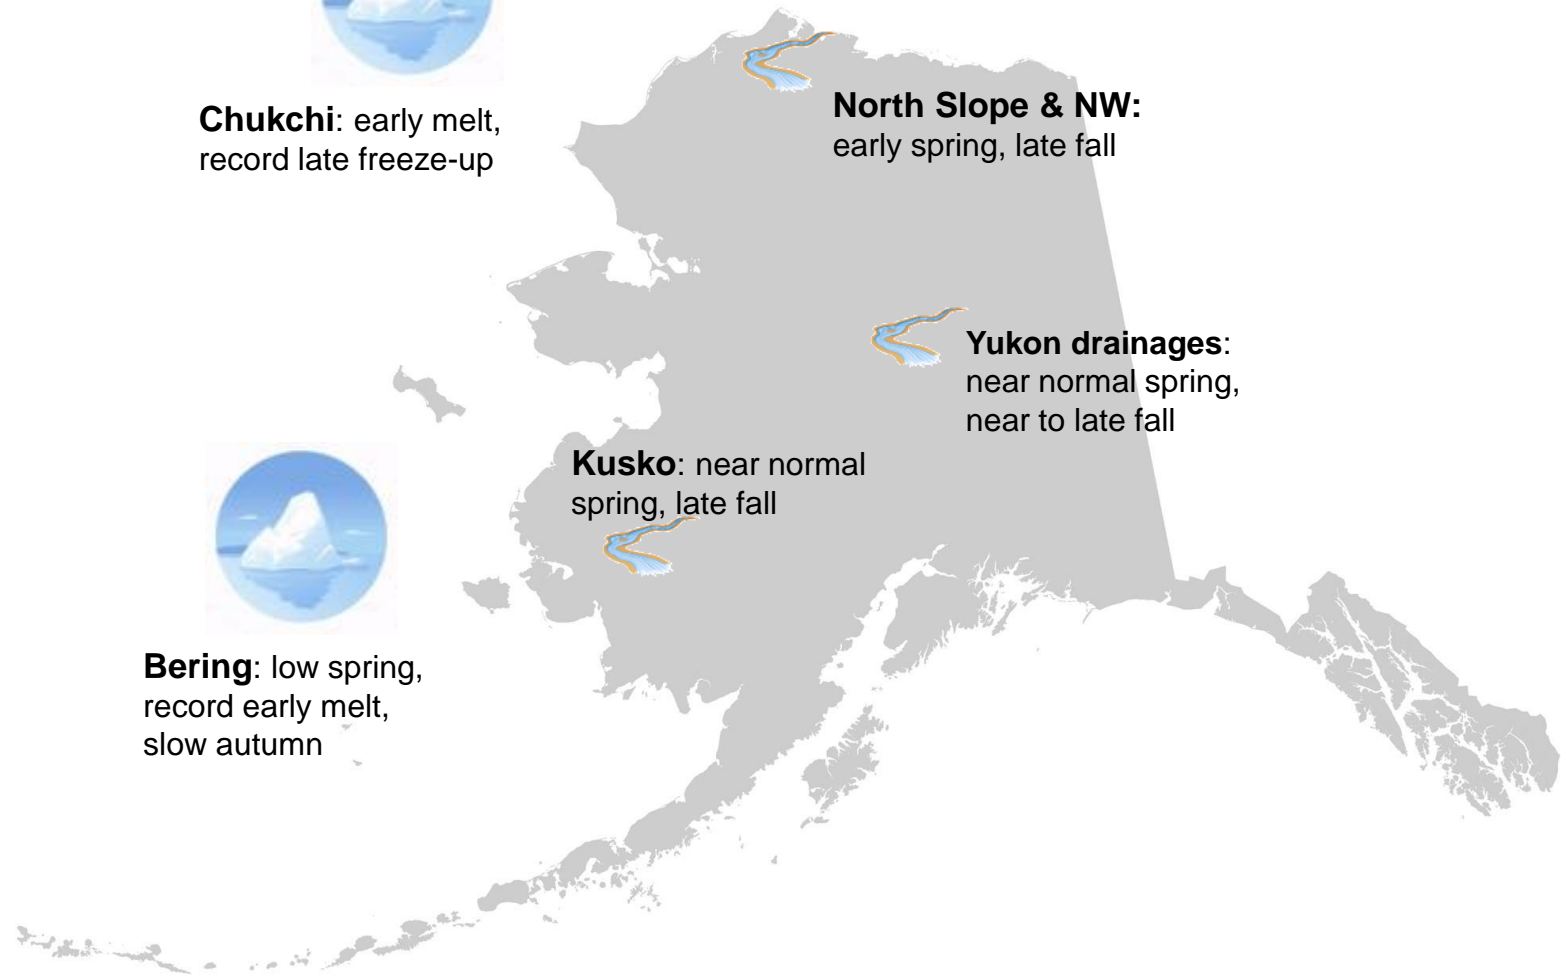 Chukchi: early melt,
record late freeze-up
North Slope & NW:
early spring, late fall
Yukon drainages:
near normal spring,
near to late fall
Kusko: near normal
spring, late fall
Bering: low spring,
record early melt,
slow autumn